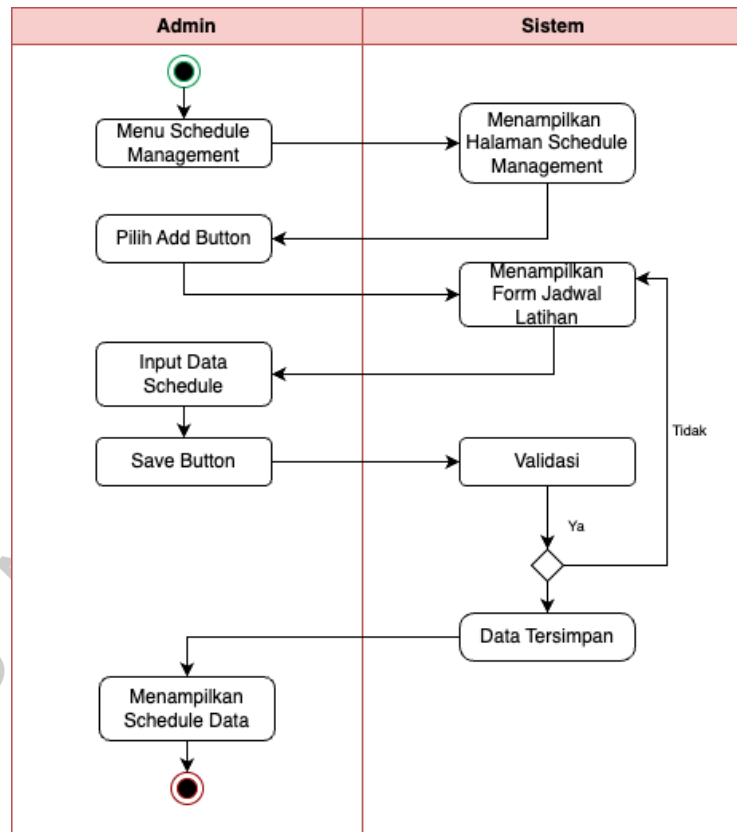 Admin
Sistem
Menu Schedule
Management
Menampilkan
Halaman Schedule
Management
Pilih Add Button
Menampilkan
Form Jadwal
Latihan
Input Data
Schedule
Tidak
Save Button
Validasi
Ya
Data Tersimpan
Menampilkan
Schedule Data